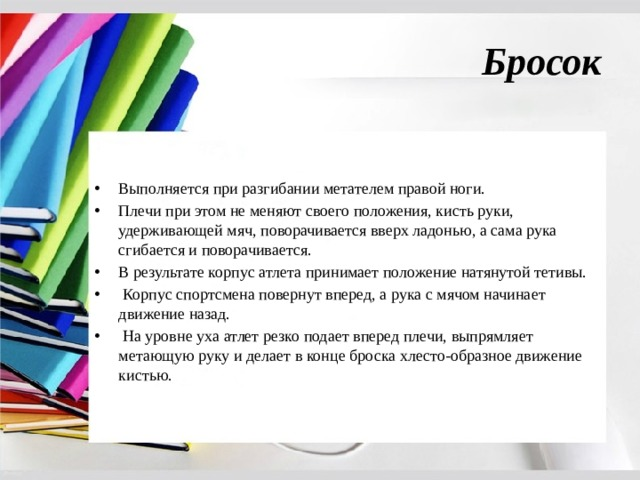 Бросок
• Выполняется при разгибании метателем правой ноги.
• Плечи при этом не меняют своего положения, кисть руки,
удерживающей мяч, поворачивается вверх ладонью, а сама рука
сгибается и поворачивается.
• В результате корпус атлета принимает положение натянутой тетивы.
• Корпус спортсмена повернут вперед, а рука с мячом начинает
движение назад.
• На уровне уха атлет резко подает вперед плечи, выпрямляет
метающую руку и делает в конце броска хлесто-образное движение
кистью.